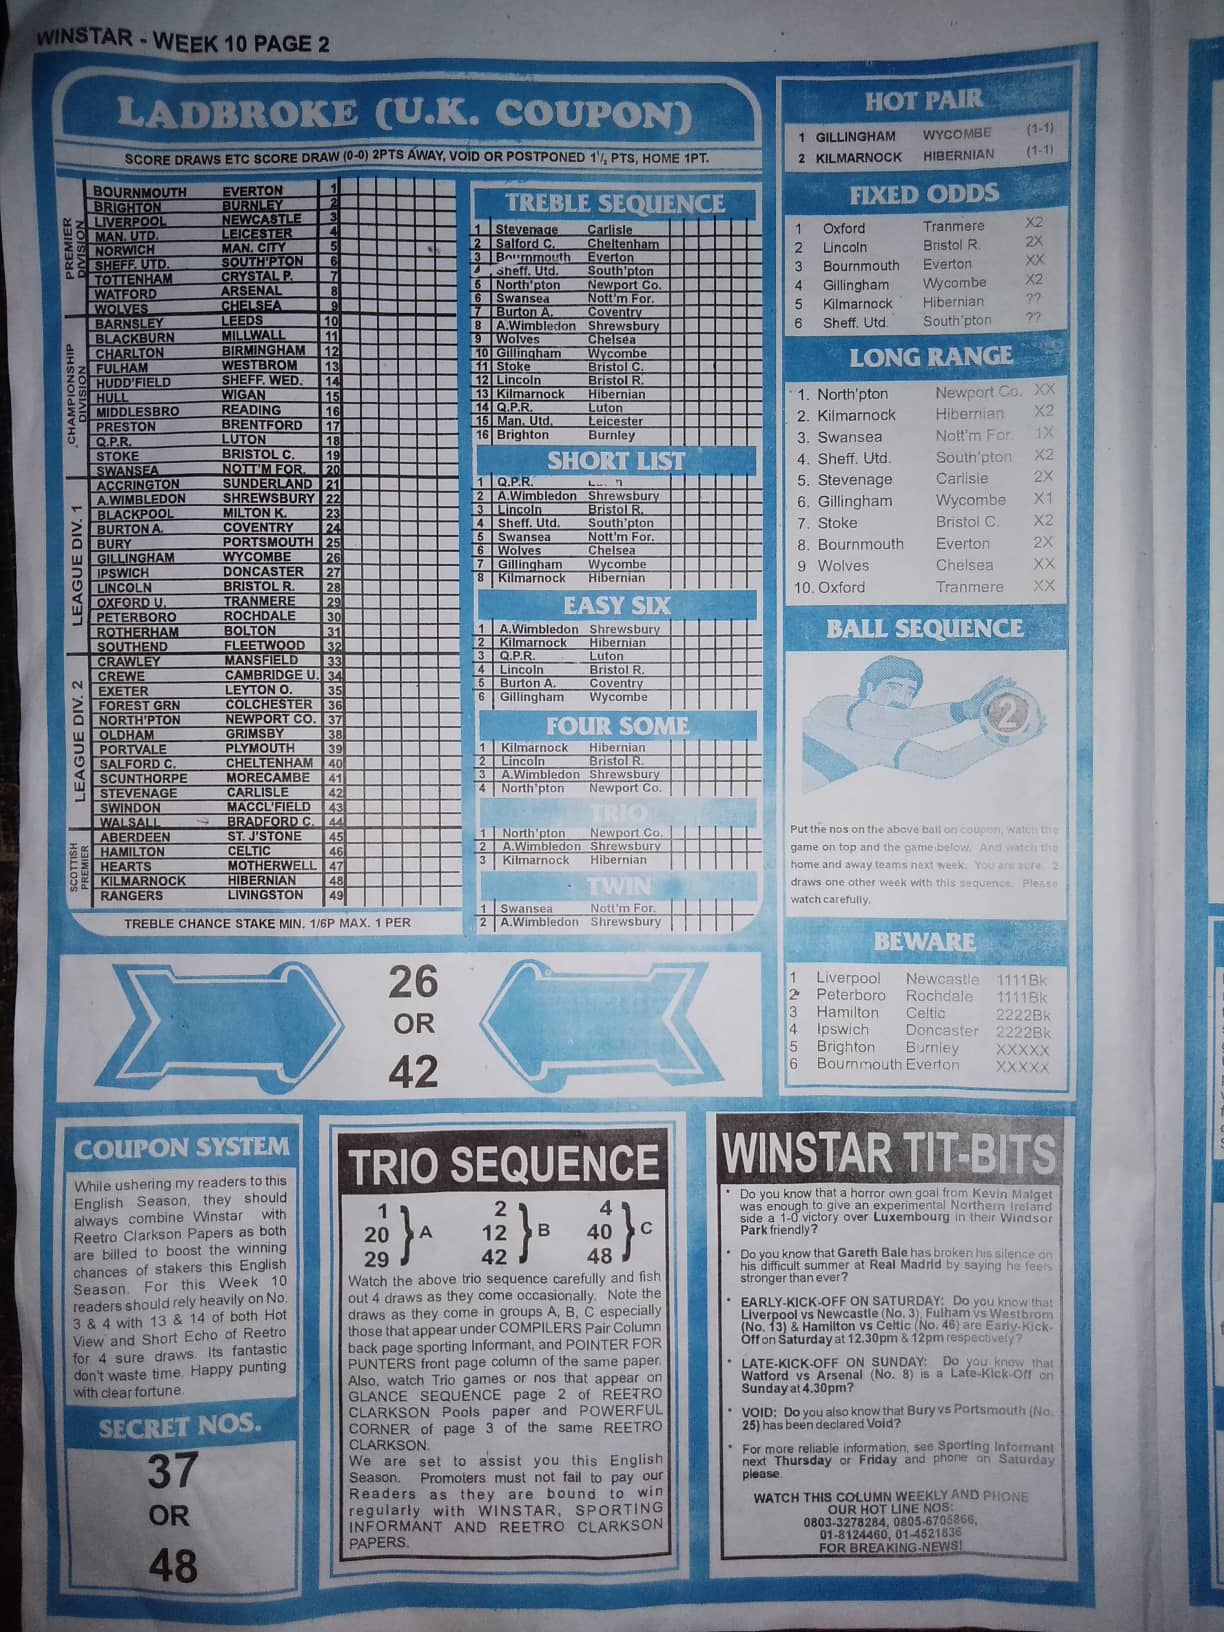 WINSTAR - WEEK 10 PAGE 2
LADBROKE (U.K. COUPON)
SCORE DRAWS ETC SCORE DRAW (0-0) 2PTS AWAY, VOID OR POSTPONED 1½ PTS, HOME 1PT.
PREMIER DIVISION
BOURNMOUTH EVERTON 1
BRIGHTON BURNLEY 2
LIVERPOOL NEWCASTLE 3
MAN. UTD. LEICESTER 4
NORWICH MAN. CITY 5
SHEFF. UTD. SOUTH'PTON 6
TOTTENHAM CRYSTAL P. 7
WATFORD ARSENAL 8
WOLVES CHELSEA 9
CHAMPIONSHIP DIVISION
BARNSLEY LEEDS 10
BLACKBURN MILLWALL 11
CHARLTON BIRMINGHAM 12
FULHAM WESTBROM 13
HUDD'FIELD SHEFF. WED. 14
HULL WIGAN 15
MIDDLESBRO READING 16
PRESTON BRENTFORD 17
Q.P.R. LUTON 18
STOKE BRISTOL C. 19
SWANSEA NOTT'M FOR. 20
LEAGUE DIV. 1
ACCRINGTON SUNDERLAND 21
A.WIMBLEDON SHREWSBURY 22
BLACKPOOL MILTON K. 23
BURTON A. COVENTRY 24
BURY PORTSMOUTH 25
GILLINGHAM WYCOMBE 26
IPSWICH DONCASTER 27
LINCOLN BRISTOL R. 28
OXFORD U. TRANMERE 29
PETERBORO ROCHDALE 30
ROTHERHAM BOLTON 31
SOUTHEND FLEETWOOD 32
LEAGUE DIV. 2
CRAWLEY MANSFIELD 33
CREWE CAMBRIDGE U. 34
EXETER LEYTON O. 35
FOREST GRN COLCHESTER 36
NORTH'PTON NEWPORT CO. 37
OLDHAM GRIMSBY 38
PORTVALE PLYMOUTH 39
SALFORD C. CHELTENHAM 40
SCUNTHORPE MORECAMBE 41
STEVENAGE CARLISLE 42
SWINDON MACCL'FIELD 43
WALSALL BRADFORD C. 44
SCOTTISH PREMIER
ABERDEEN ST. J'STONE 45
HAMILTON CELTIC 46
HEARTS MOTHERWELL 47
KILMARNOCK HIBERNIAN 48
RANGERS LIVINGSTON 49
TREBLE CHANCE STAKE MIN. 1/6P MAX. 1 PER
TREBLE SEQUENCE
1 Stevenage Carlisle
2 Salford C. Cheltenham
3 Bournmouth Everton
4 Sheff. Utd. South'pton
5 North'pton Newport Co.
6 Swansea Nott'm For.
7 Burton A. Coventry
8 A.Wimbledon Shrewsbury
9 Wolves Chelsea
10 Gillingham Wycombe
11 Stoke Bristol C.
12 Lincoln Bristol R.
13 Kilmarnock Hibernian
14 Q.P.R. Luton
15 Man. Utd. Leicester
16 Brighton Burnley
SHORT LIST
1 Q.P.R.
2 A.Wimbledon Shrewsbury
3 Lincoln Bristol R.
4 Sheff. Utd. South'pton
5 Swansea Nott'm For.
6 Wolves Chelsea
7 Gillingham Wycombe
8 Kilmarnock Hibernian
EASY SIX
1 A.Wimbledon Shrewsbury
2 Kilmarnock Hibernian
3 Q.P.R. Luton
4 Lincoln Bristol R.
5 Burton A. Coventry
6 Gillingham Wycombe
FOUR SOME
1 Kilmarnock Hibernian
2 Lincoln Bristol R.
3 A.Wimbledon Shrewsbury
4 North'pton Newport Co.
TRIO
1 North'pton Newport Co.
2 A.Wimbledon Shrewsbury
3 Kilmarnock Hibernian
TWIN
1 Swansea Nott'm For.
2 A.Wimbledon Shrewsbury
HOT PAIR
1 GILLINGHAM WYCOMBE (1-1)
2 KILMARNOCK HIBERNIAN (1-1)
FIXED ODDS
1 Oxford Tranmere X2
2 Lincoln Bristol R. 2X
3 Bournmouth Everton XX
4 Gillingham Wycombe X2
5 Kilmarnock Hibernian ??
6 Sheff. Utd. South'pton ??
LONG RANGE
1. North'pton Newport Co. XX
2. Kilmarnock Hibernian X2
3. Swansea Nott'm For. 1X
4. Sheff. Utd. South'pton X2
5. Stevenage Carlisle 2X
6. Gillingham Wycombe X1
7. Stoke Bristol C. X2
8. Bournmouth Everton 2X
9 Wolves Chelsea XX
10. Oxford Tranmere XX
BALL SEQUENCE
2
Put the nos on the above ball on coupon, watch the
game on top and the game below. And watch the
home and away teams next week. You are sure. 2
draws one other week with this sequence. Please
watch carefully.
BEWARE
1 Liverpool Newcastle 1111Bk
2 Peterboro Rochdale 1111Bk
3 Hamilton Celtic 2222Bk
4 Ipswich Doncaster 2222Bk
5 Brighton Burnley XXXXX
6 Bournmouth Everton XXXXX
26
OR
42
COUPON SYSTEM
While ushering my readers to this
English Season, they should
always combine Winstar with
Reetro Clarkson Papers as both
are billed to boost the winning
chances of stakers this English
Season. For this Week 10
readers should rely heavily on No.
3 & 4 with 13 & 14 of both Hot
View and Short Echo of Reetro
for 4 sure draws. Its fantastic
don't waste time. Happy punting
with clear fortune.
SECRET NOS.
37
OR
48
TRIO SEQUENCE
1 2 4
20 A 12 B 40 C
29 42 48
Watch the above trio sequence carefully and fish
out 4 draws as they come occasionally. Note the
draws as they come in groups A, B, C especially
those that appear under COMPILERS Pair Column
back page sporting Informant, and POINTER FOR
PUNTERS front page column of the same paper.
Also, watch Trio games or nos that appear on
GLANCE SEQUENCE page 2 of REETRO
CLARKSON Pools paper and POWERFUL
CORNER of page 3 of the same REETRO
CLARKSON.
We are set to assist you this English
Season. Promoters must not fail to pay our
Readers as they are bound to win
regularly with WINSTAR, SPORTING
INFORMANT AND REETRO CLARKSON
PAPERS.
WINSTAR TIT-BITS
* Do you know that a horror own goal from Kevin Malget
was enough to give an experimental Northern Ireland
side a 1-0 victory over Luxembourg in their Windsor
Park friendly?
* Do you know that Gareth Bale has broken his silence on
his difficult summer at Real Madrid by saying he feels
stronger than ever?
* EARLY-KICK-OFF ON SATURDAY: Do you know that
Liverpool vs Newcastle (No. 3), Fulham vs Westbrom
(No. 13) & Hamilton vs Celtic (No. 46) are Early-Kick-
Off on Saturday at 12.30pm & 12pm respectively?
* LATE-KICK-OFF ON SUNDAY: Do you know that
Watford vs Arsenal (No. 8) is a Late-Kick-Off on
Sunday at 4.30pm?
* VOID: Do you also know that Bury vs Portsmouth (No.
25) has been declared Void?
* For more reliable information, see Sporting Informant
next Thursday or Friday and phone on Saturday
please.
WATCH THIS COLUMN WEEKLY AND PHONE
OUR HOT LINE NOS:
0803-3278284, 0805-6705866,
01-8124460, 01-4521836
FOR BREAKING-NEWS!